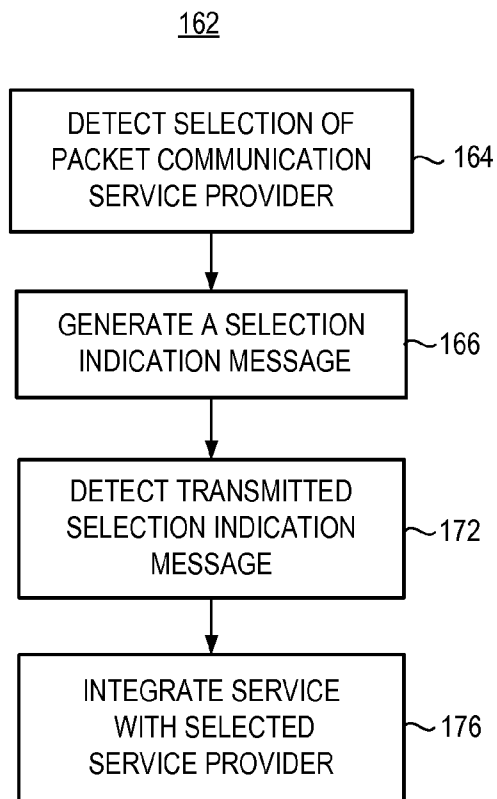 162
DETECT SELECTION OF
PACKET COMMUNICATION
SERVICE PROVIDER
164
GENERATE A SELECTION
INDICATION MESSAGE
166
DETECT TRANSMITTED
SELECTION INDICATION
MESSAGE
172
INTEGRATE SERVICE
WITH SELECTED
SERVICE PROVIDER
176